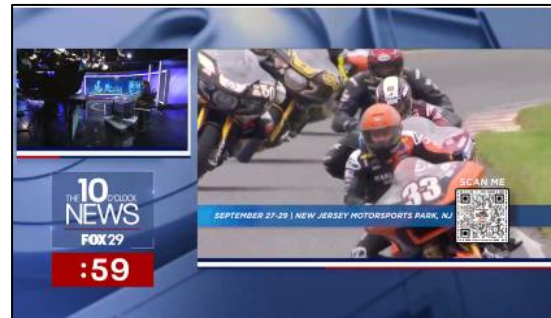 THE 10 O'CLOCK
NEWS
FOX 29
:59
SCAN ME
SEPTEMBER 27-29 | NEW JERSEY MOTORSPORTS PARK, NJ
33